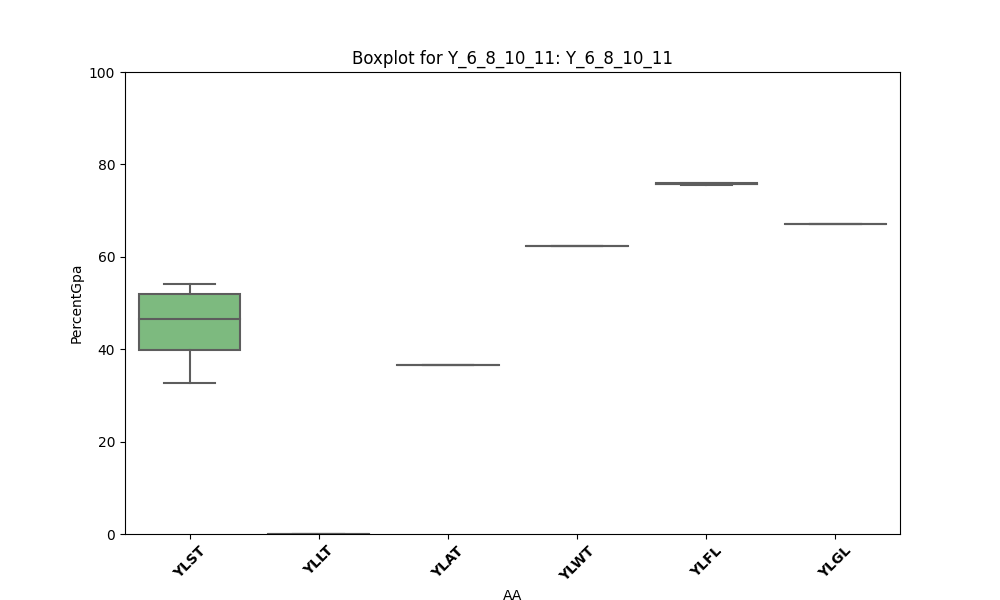 Boxplot for Y_6_8_10_11: Y_6_8_10_11
100
80
60
40
20
0
PercentGpa
YLST
YLLT
YLAT
YLWT
YLFL
YLGL
AA